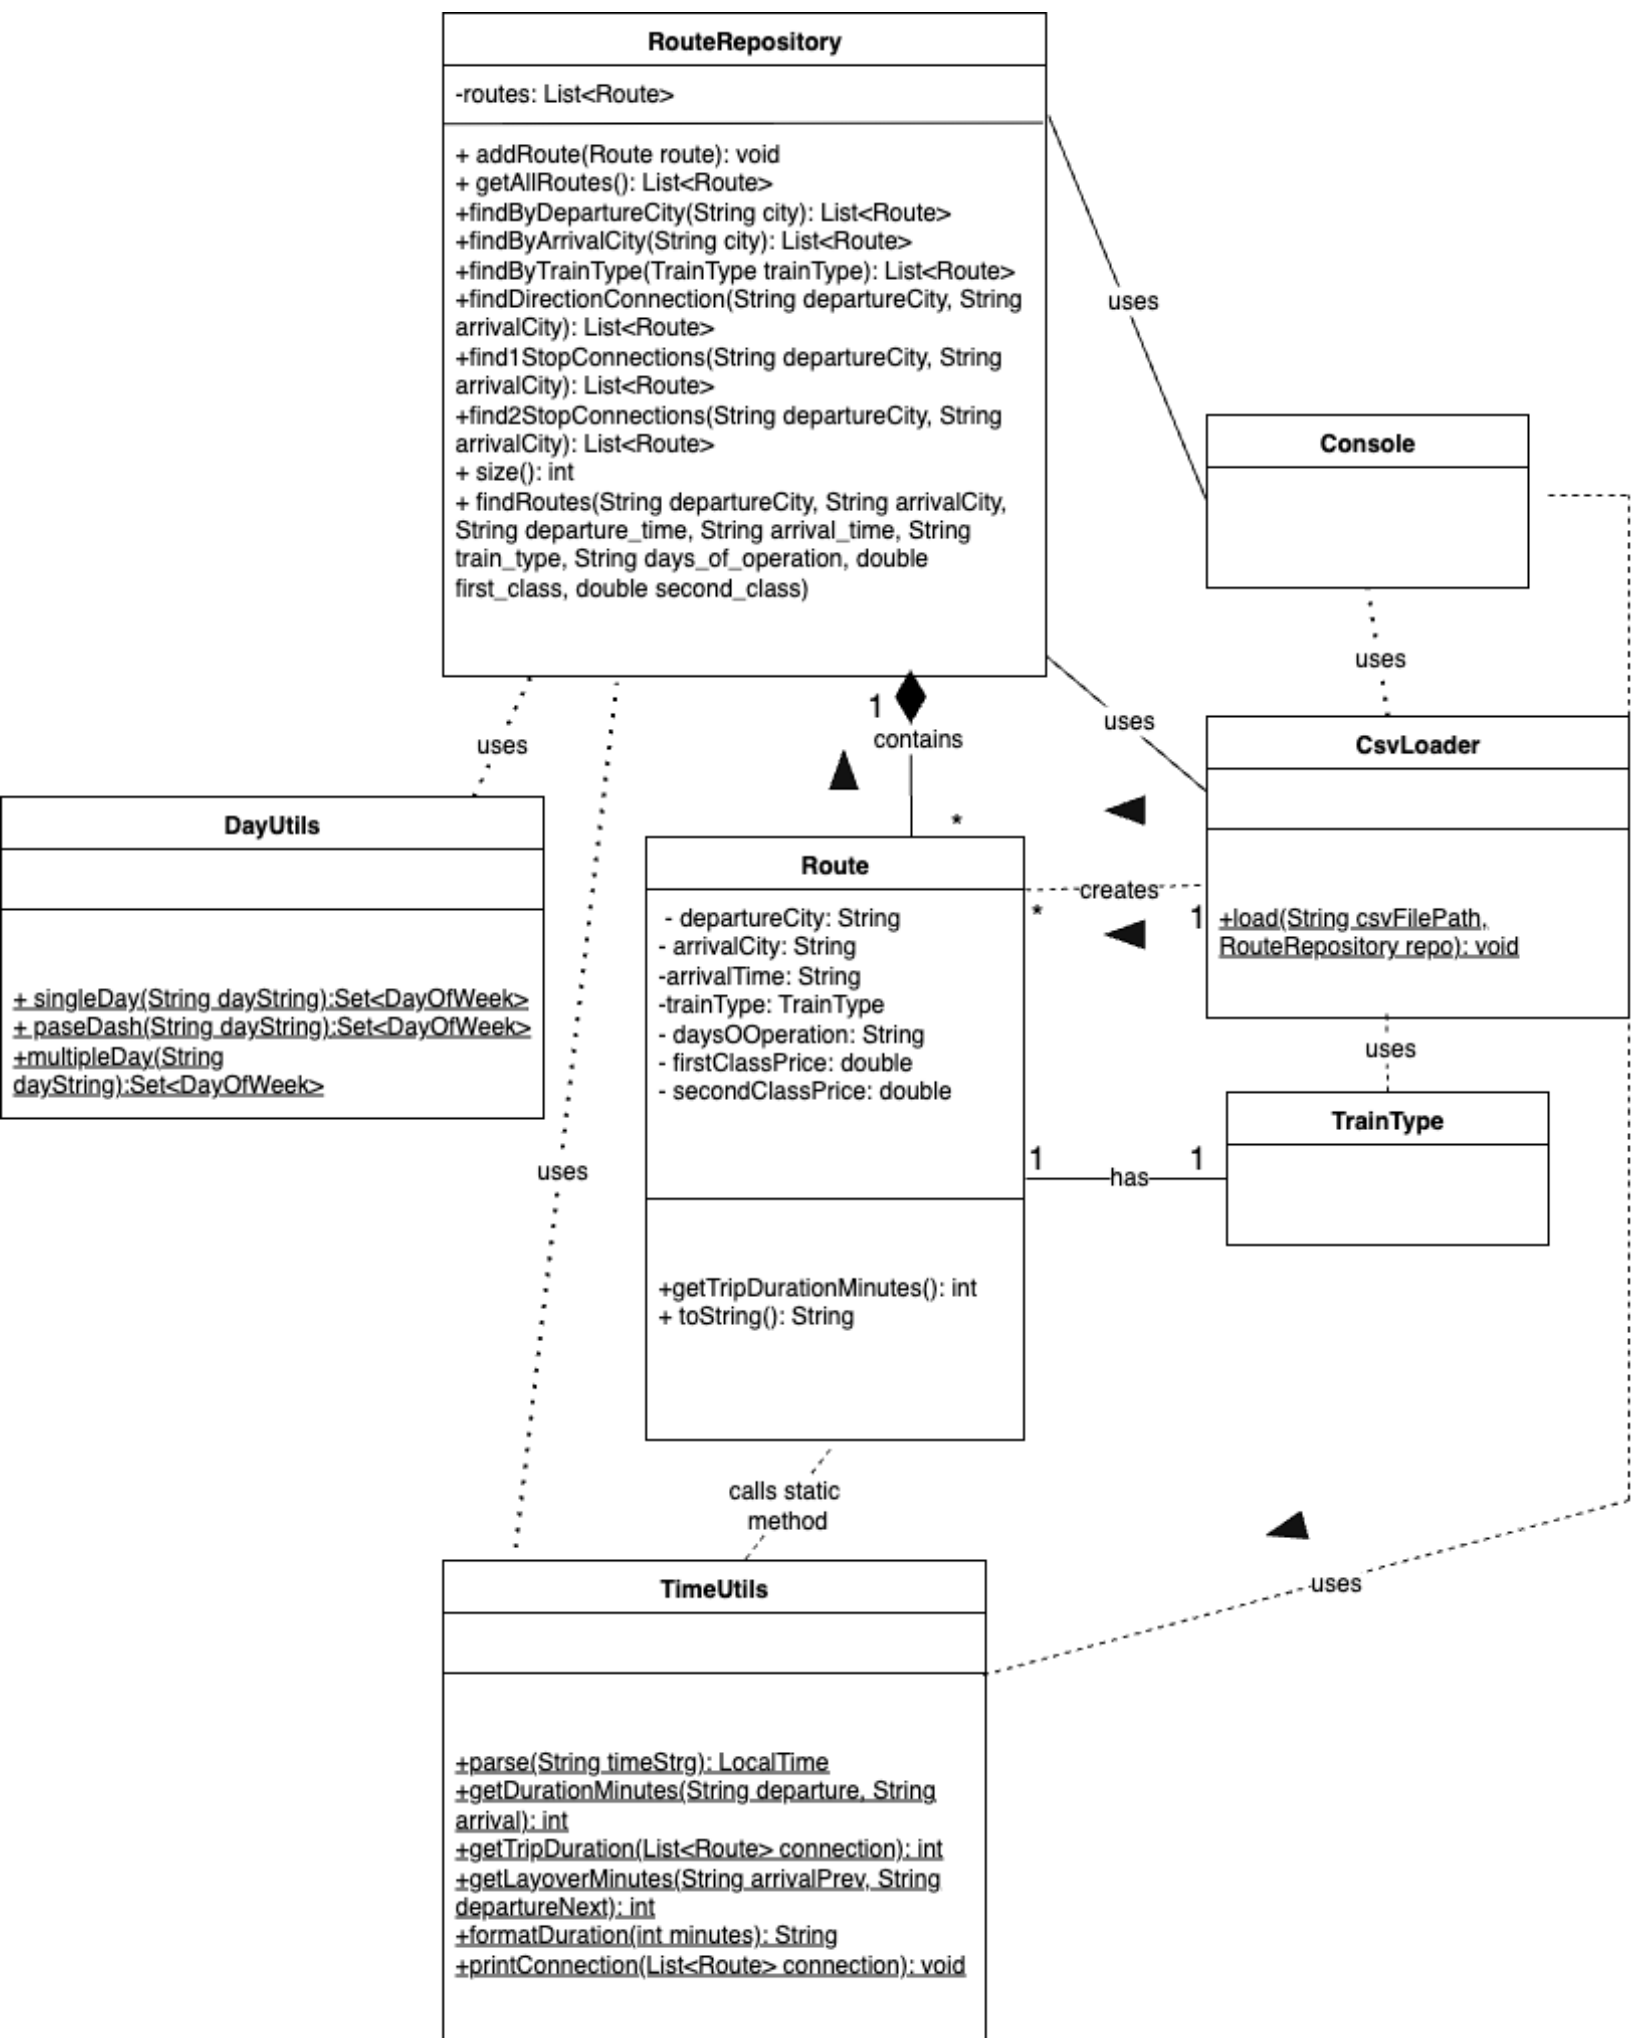 RouteRepository
-routes: List<Route>
+ addRoute(Route route): void
+ getAllRoutes(): List<Route>
+findByDepartureCity(String city): List<Route>
+findByArrivalCity(String city): List<Route>
+findByTrainType(TrainType trainType): List<Route>
+findDirectionConnection(String departureCity, String
arrivalCity): List<Route>
+find1StopConnections(String departureCity, String
arrivalCity): List<Route>
+find2StopConnections(String departureCity, String
arrivalCity): List<Route>
+ size(): int
+ findRoutes(String departureCity, String arrivalCity,
String departure_time, String arrival_time, String
train_type, String days_of_operation, double
first_class, double second_class)
uses
Console
uses
uses
1
contains
*
uses
CsvLoader
+load(String csvFilePath,
RouteRepository repo): void
DayUtils
+ singleDay(String dayString):Set<DayOfWeek>
+ paseDash(String dayString):Set<DayOfWeek>
+multipleDay(String
dayString):Set<DayOfWeek>
Route
- departureCity: String
- arrivalCity: String
-arrivalTime: String
-trainType: TrainType
- daysOOperation: String
- firstClassPrice: double
- secondClassPrice: double
+getTripDurationMinutes(): int
+ toString(): String
creates
*
1
uses
TrainType
1
has
1
uses
calls static
method
uses
TimeUtils
+parse(String timeStrg): LocalTime
+getDurationMinutes(String departure, String
arrival): int
+getTripDuration(List<Route> connection): int
+getLayoverMinutes(String arrivalPrev, String
departureNext): int
+formatDuration(int minutes): String
+printConnection(List<Route> connection): void